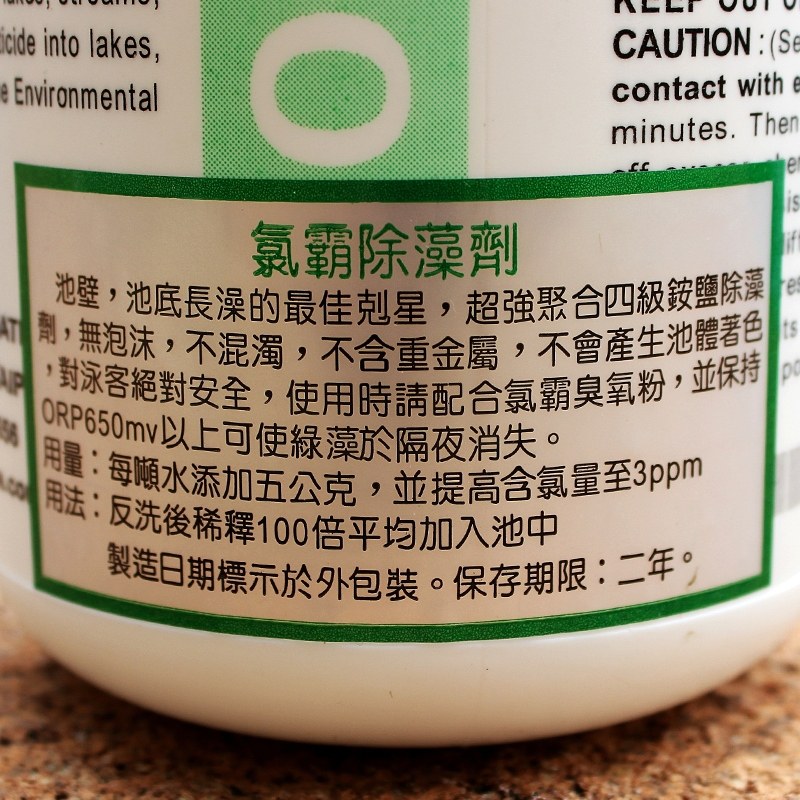 icide into lakes,
e Environmental
O
KEEP OUT O
CAUTION : (Se
contact with e
minutes. Then
氯霸除藻劑
池壁，池底長澡的最佳剋星，超強聚合四級銨鹽除藻
劑，無泡沫，不混濁，不含重金屬，不會產生池體著色
，對泳客絕對安全，使用時請配合氯霸臭氧粉，並保持
ORP650mv以上可使綠藻於隔夜消失。
用量：每噸水添加五公克，並提高含氯量至3ppm
用法：反洗後稀釋100倍平均加入池中
製造日期標示於外包裝。保存期限：二年。